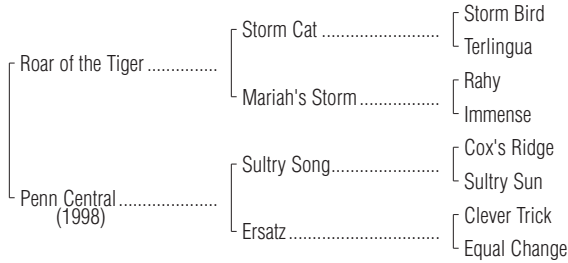 Storm Bird
Storm Cat ........................
Terlingua
Roar of the Tiger ..............
Rahy
Mariah's Storm ................
Immense
Cox's Ridge
Sultry Song ......................
Sultry Sun
Penn Central ...................
(1998)
Clever Trick
Ersatz ..............................
Equal Change